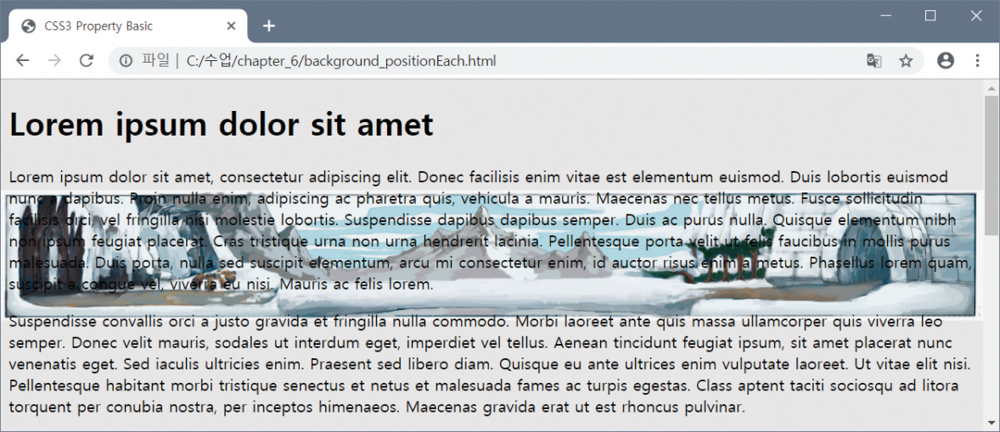 CSS3 Property Basic
파일 | C:/수업/chapter_6/background_positionEach.html
Lorem ipsum dolor sit amet
Lorem ipsum dolor sit amet, consectetur adipiscing elit. Donec facilisis enim vitae est elementum euismod. Duis lobortis euismod
nunc a dapibus. Proin nulla enim, adipiscing ac pharetra quis, vehicula a mauris. Maecenas nec tellus metus. Fusce sollicitudin
facilisis orci, vel fringilla nisi molestie lobortis. Suspendisse dapibus dapibus semper. Duis ac purus nulla. Quisque elementum nibh
non ipsum feugiat placerat. Cras tristique urna non urna hendrerit lacinia. Pellentesque porta velit ut felis faucibus in mollis purus
malesuada. Duis porta, nulla sed suscipit elementum, arcu mi consectetur enim, id auctor risus enim a metus. Phasellus lorem quam,
suscipit a congue vel, viverra eu nisi. Mauris ac felis lorem.
Suspendisse convallis orci a justo gravida et fringilla nulla commodo. Morbi laoreet ante quis massa ullamcorper quis viverra leo
semper. Donec velit mauris, sodales ut interdum eget, imperdiet vel tellus. Aenean tincidunt feugiat ipsum, sit amet placerat nunc
venenatis eget. Sed iaculis ultricies enim. Praesent sed libero diam. Quisque eu ante ultrices enim vulputate laoreet. Ut vitae elit nisi.
Pellentesque habitant morbi tristique senectus et netus et malesuada fames ac turpis egestas. Class aptent taciti sociosqu ad litora
torquent per conubia nostra, per inceptos himenaeos. Maecenas gravida erat ut est rhoncus pulvinar.